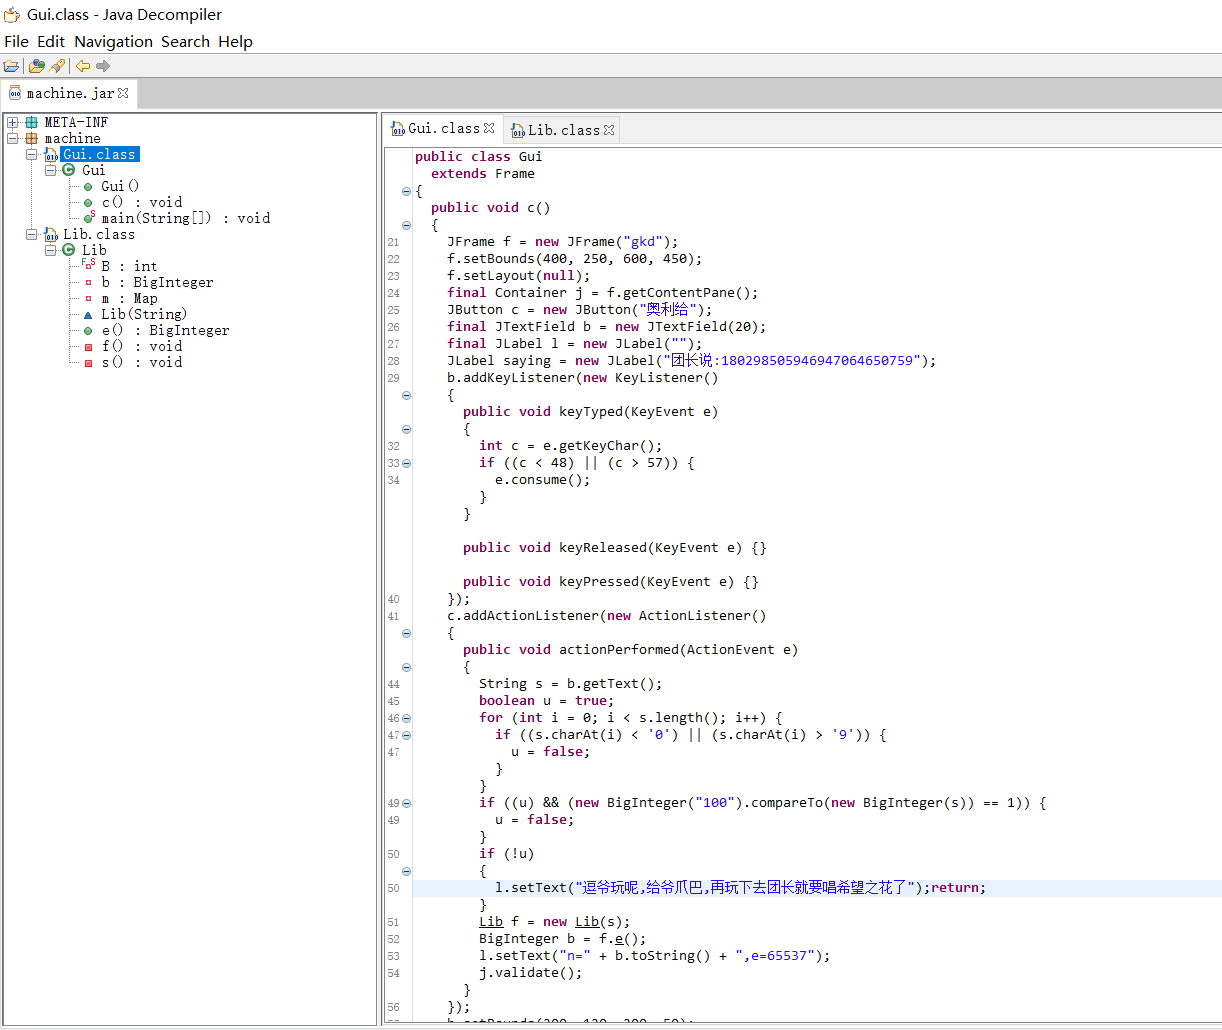 Gui.class - Java Decompiler
File Edit Navigation Search Help
machine.jar
META-INF
machine
Gui.class
Gui
Gui()
c() : void
main(String[]) : void
Lib.class
Lib
B : int
b : BigInteger
m : Map
Lib(String)
e() : BigInteger
f() : void
s() : void
Gui.class Lib.class
public class Gui
extends Frame
{
public void c()
{
21 JFrame f = new JFrame("gkd");
22 f.setBounds(400, 250, 600, 450);
23 f.setLayout(null);
24 final Container j = f.getContentPane();
25 JButton c = new JButton("奥利给");
26 final JTextField b = new JTextField(20);
27 final JLabel l = new JLabel("");
28 JLabel saying = new JLabel("团长说:180298505946947064650759");
29 b.addKeyListener(new KeyListener()
{
public void keyTyped(KeyEvent e)
{
32 int c = e.getKeyChar();
33 if ((c < 48) || (c > 57)) {
34 e.consume();
}
}
public void keyReleased(KeyEvent e) {}
public void keyPressed(KeyEvent e) {}
40 });
41 c.addActionListener(new ActionListener()
{
public void actionPerformed(ActionEvent e)
{
44 String s = b.getText();
45 boolean u = true;
46 for (int i = 0; i < s.length(); i++) {
47 if ((s.charAt(i) < '0') || (s.charAt(i) > '9')) {
47 u = false;
}
}
49 if ((u) && (new BigInteger("100").compareTo(new BigInteger(s)) == 1)) {
49 u = false;
}
50 if (!u)
{
50 l.setText("逗爷玩呢,给爷爪巴,再玩下去团长就要唱希望之花了");return;
}
51 Lib f = new Lib(s);
52 BigInteger b = f.e();
53 l.setText("n=" + b.toString() + ",e=65537");
54 j.validate();
}
56 });